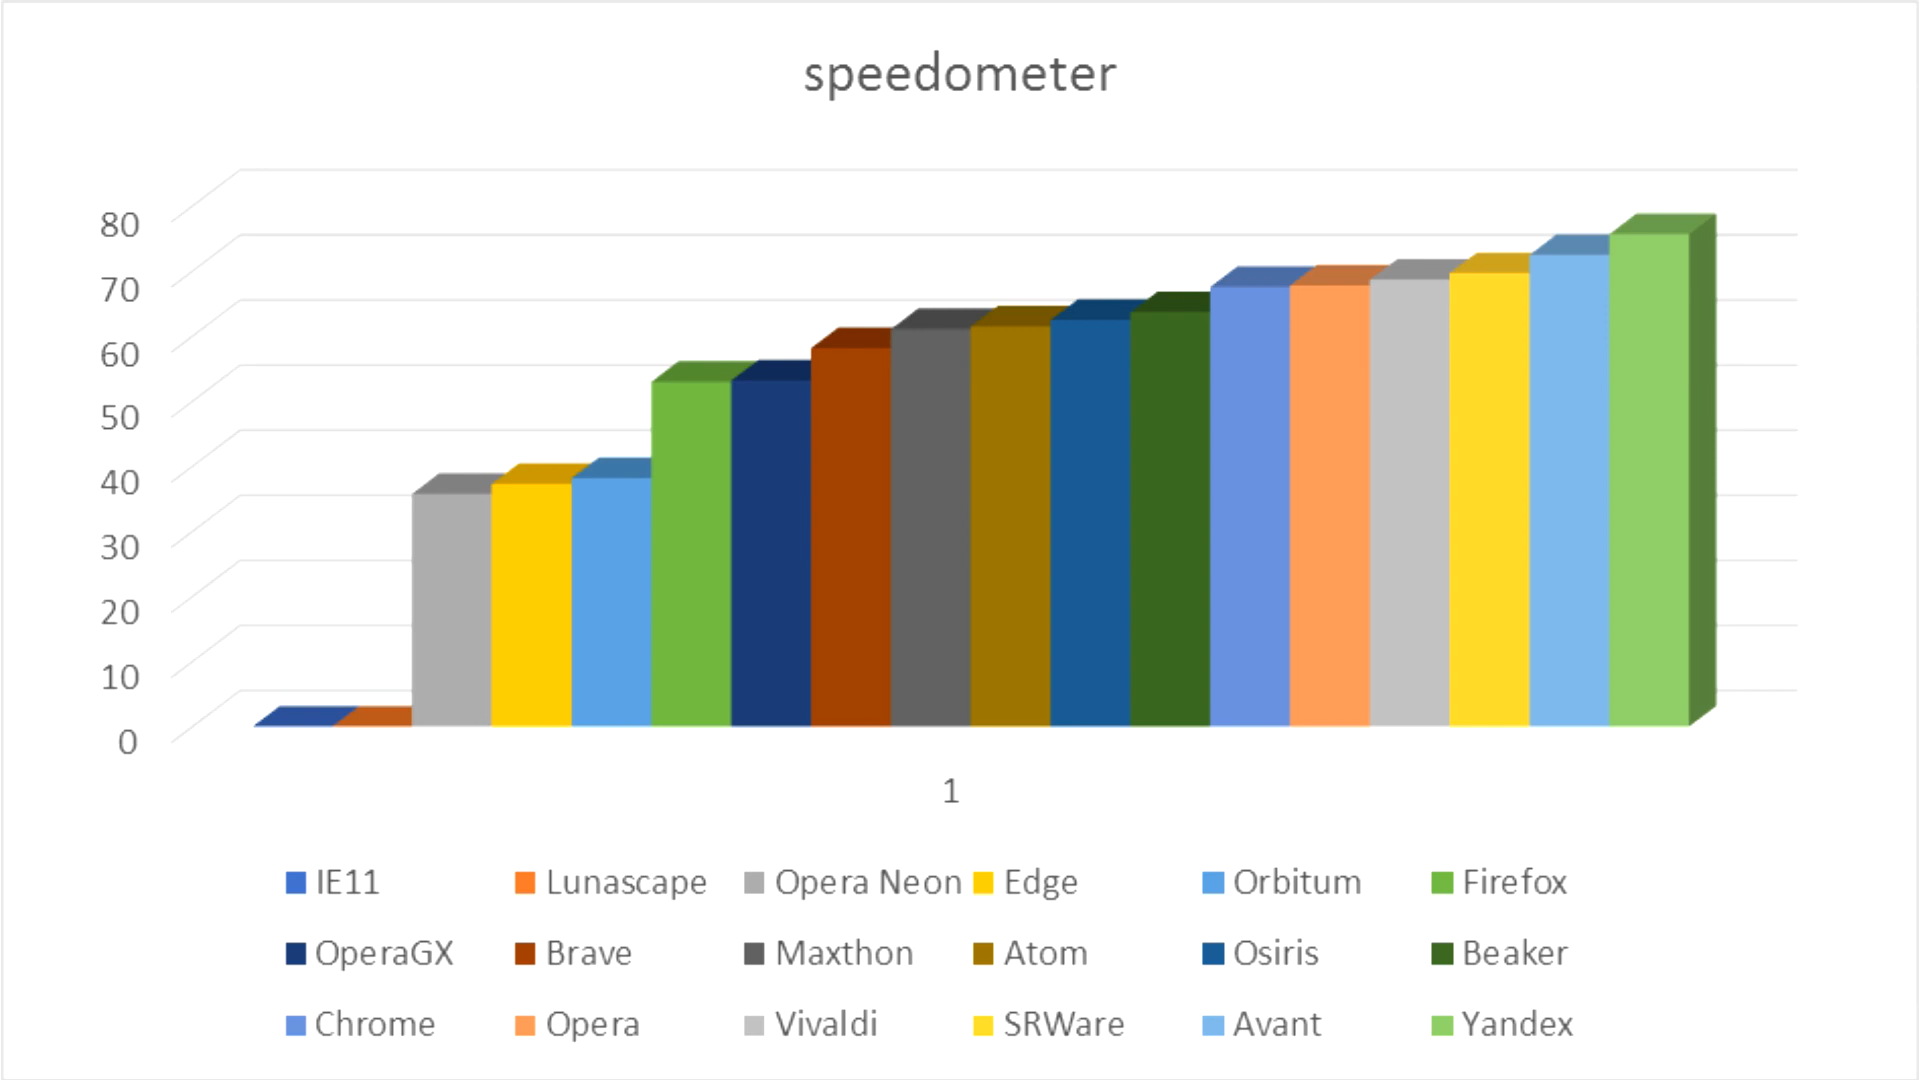 speedometer
80
70
60
50
40
30
20
10
0
1
IE11 Lunascape Opera Neon Edge Orbitum Firefox
OperaGX Brave Maxthon Atom Osiris Beaker
Chrome Opera Vivaldi SRWare Avant Yandex